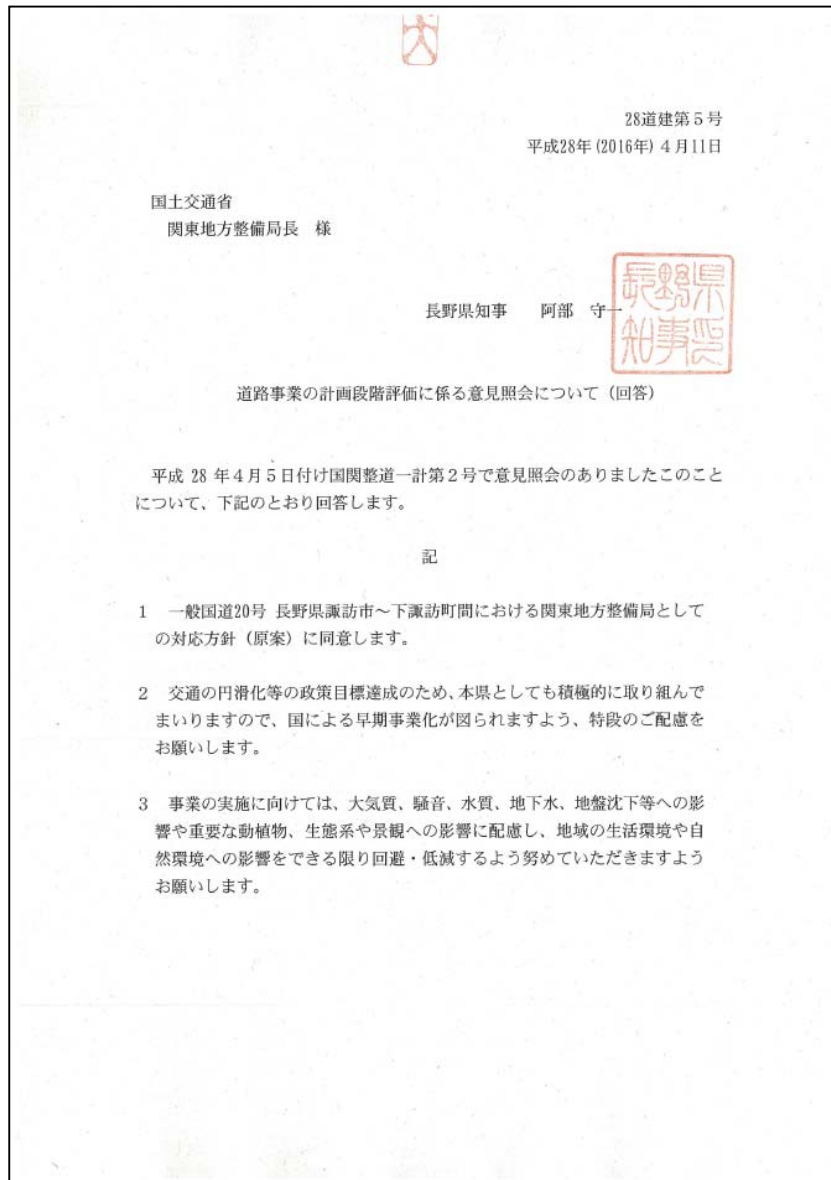 28道建第5号
平成28年(2016年)4月11日
国土交通省
関東地方整備局長 様
長野県知事 阿部 守一
長野県
知事印
道路事業の計画段階評価に係る意見照会について(回答)
平成 28 年4月5日付け国関整道一計第2号で意見照会のありましたこのこと
について、下記のとおり回答します。
記
1 一般国道20号 長野県諏訪市~下諏訪町間における関東地方整備局として
の対応方針(原案)に同意します。
2 交通の円滑化等の政策目標達成のため、本県としても積極的に取り組んで
まいりますので、国による早期事業化が図られますよう、特段のご配慮を
お願いします。
3 事業の実施に向けては、大気質、騒音、水質、地下水、地盤沈下等への影
響や重要な動植物、生態系や景観への影響に配慮し、地域の生活環境や自
然環境への影響をできる限り回避・低減するよう努めていただきますよう
お願いします。